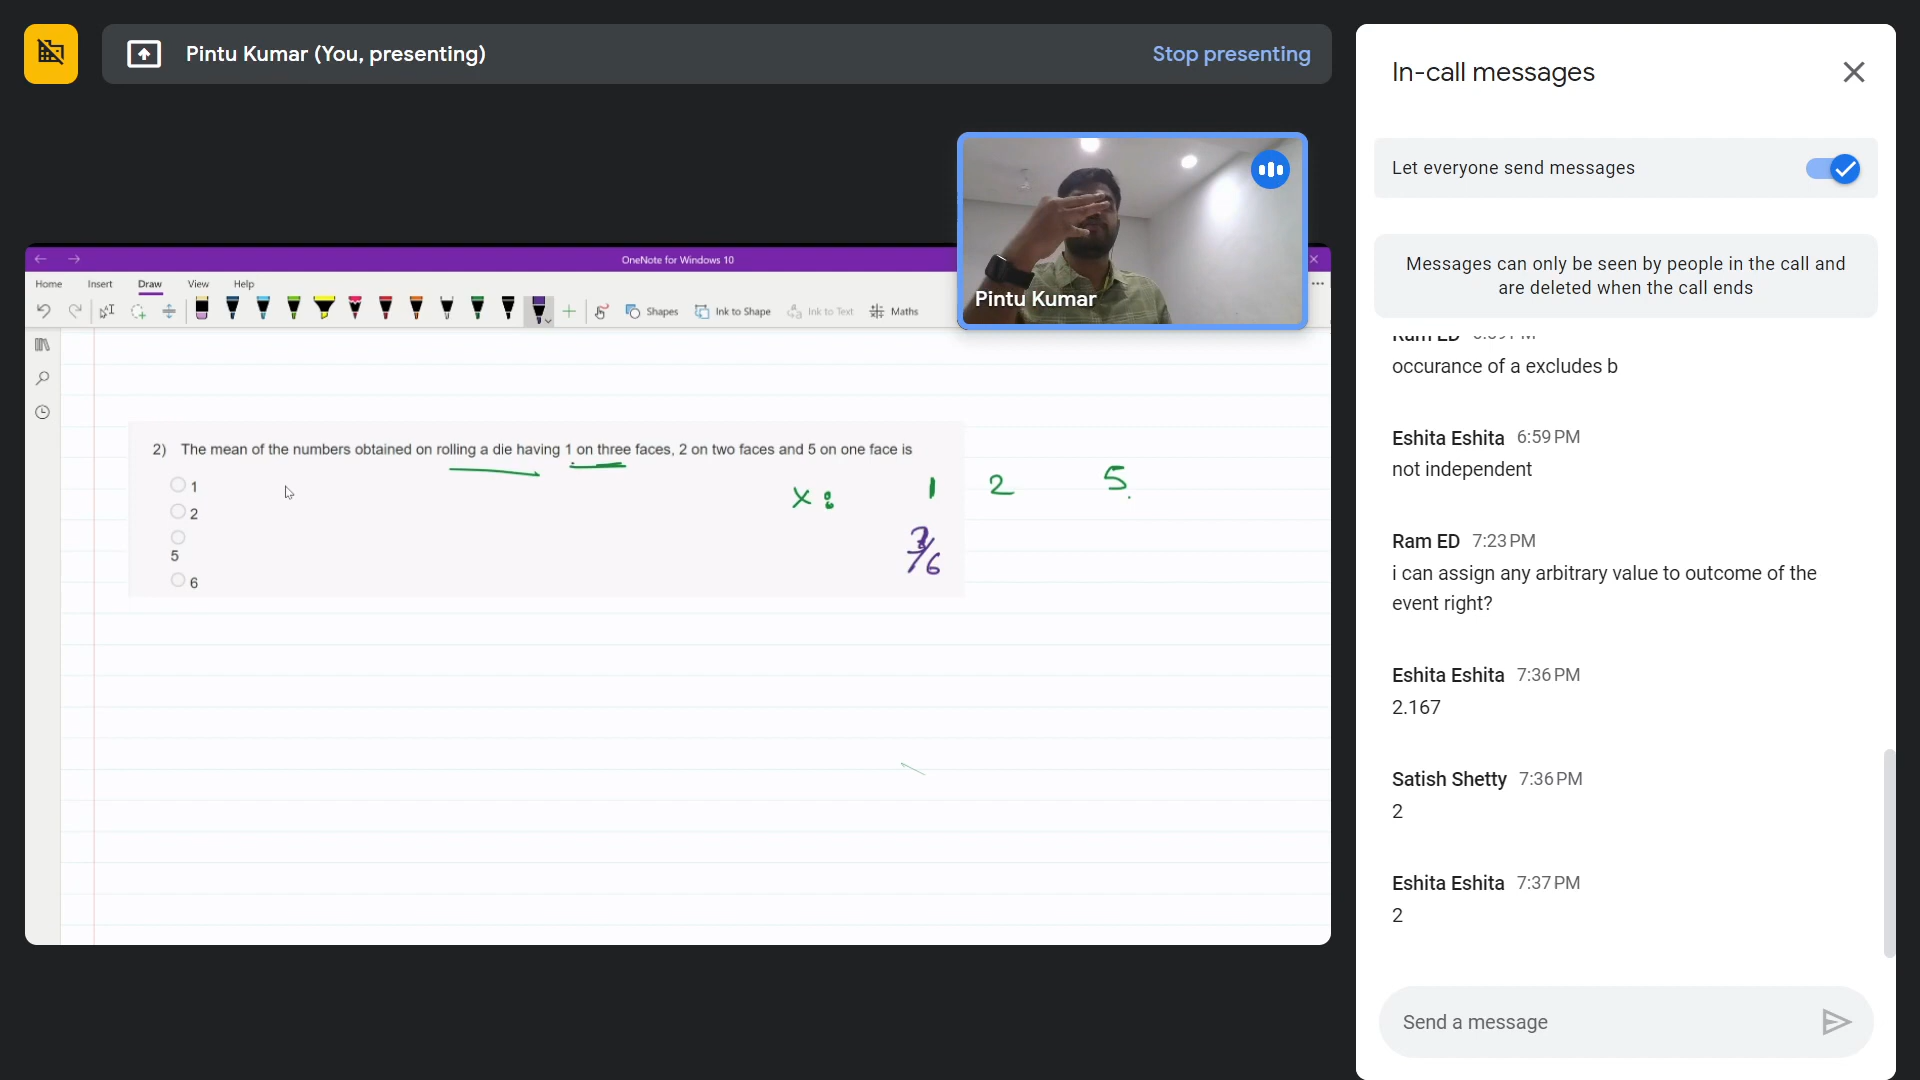 Pintu Kumar (You, presenting)
Stop presenting
In-call messages
Let everyone send messages
Messages can only be seen by people in the call and
are deleted when the call ends
Pintu Kumar
OneNote for Windows 10
Home Insert Draw View Help
Shapes Ink to Shape Ink to Text Maths
2) The mean of the numbers obtained on rolling a die having 1 on three faces, 2 on two faces and 5 on one face is
1
2
5
6
X : 1 2 5
3/6
Ram ED
occurance of a excludes b
Eshita Eshita 6:59 PM
not independent
Ram ED 7:23 PM
i can assign any arbitrary value to outcome of the
event right?
Eshita Eshita 7:36 PM
2.167
Satish Shetty 7:36 PM
2
Eshita Eshita 7:37 PM
2
Send a message